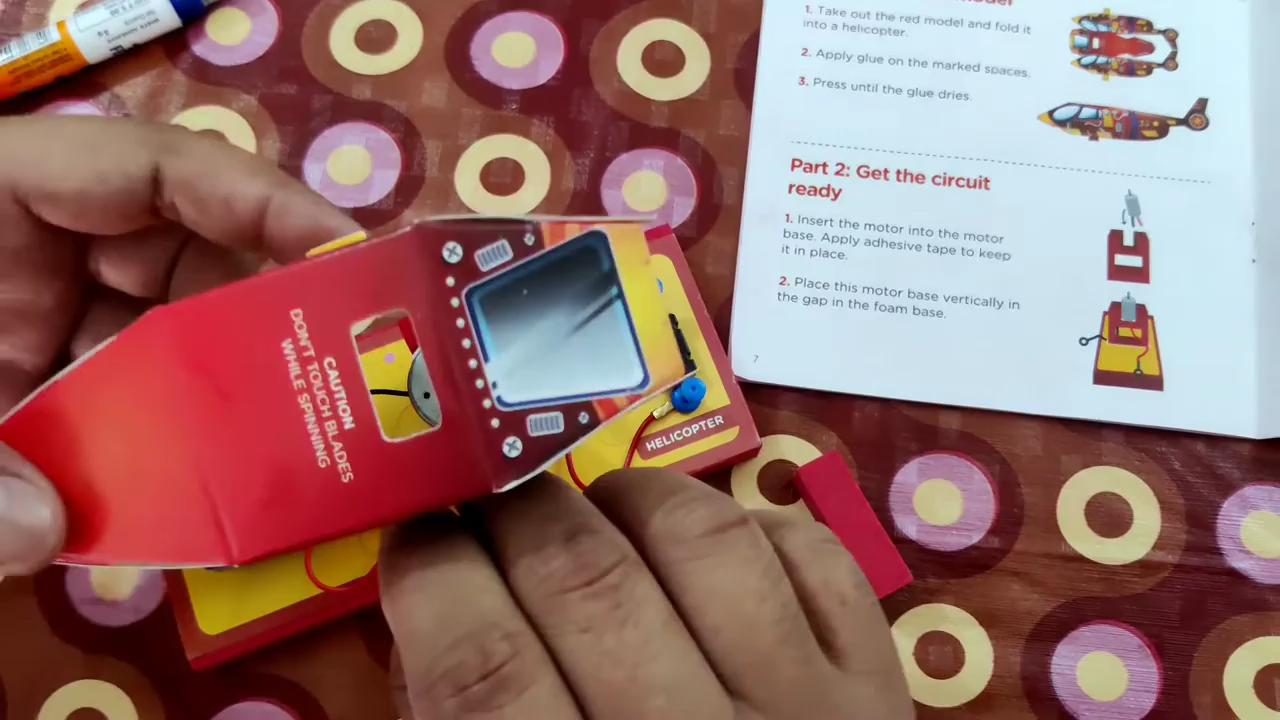 1. Take out the red model and fold it
into a helicopter.
2. Apply glue on the marked spaces.
3. Press until the glue dries.
Part 2: Get the circuit
ready
1. Insert the motor into the motor
base. Apply adhesive tape to keep
it in place.
2. Place this motor base vertically in
the gap in the foam base.
7
CAUTION
DON'T TOUCH BLADES
WHILE SPINNING
HELICOPTER